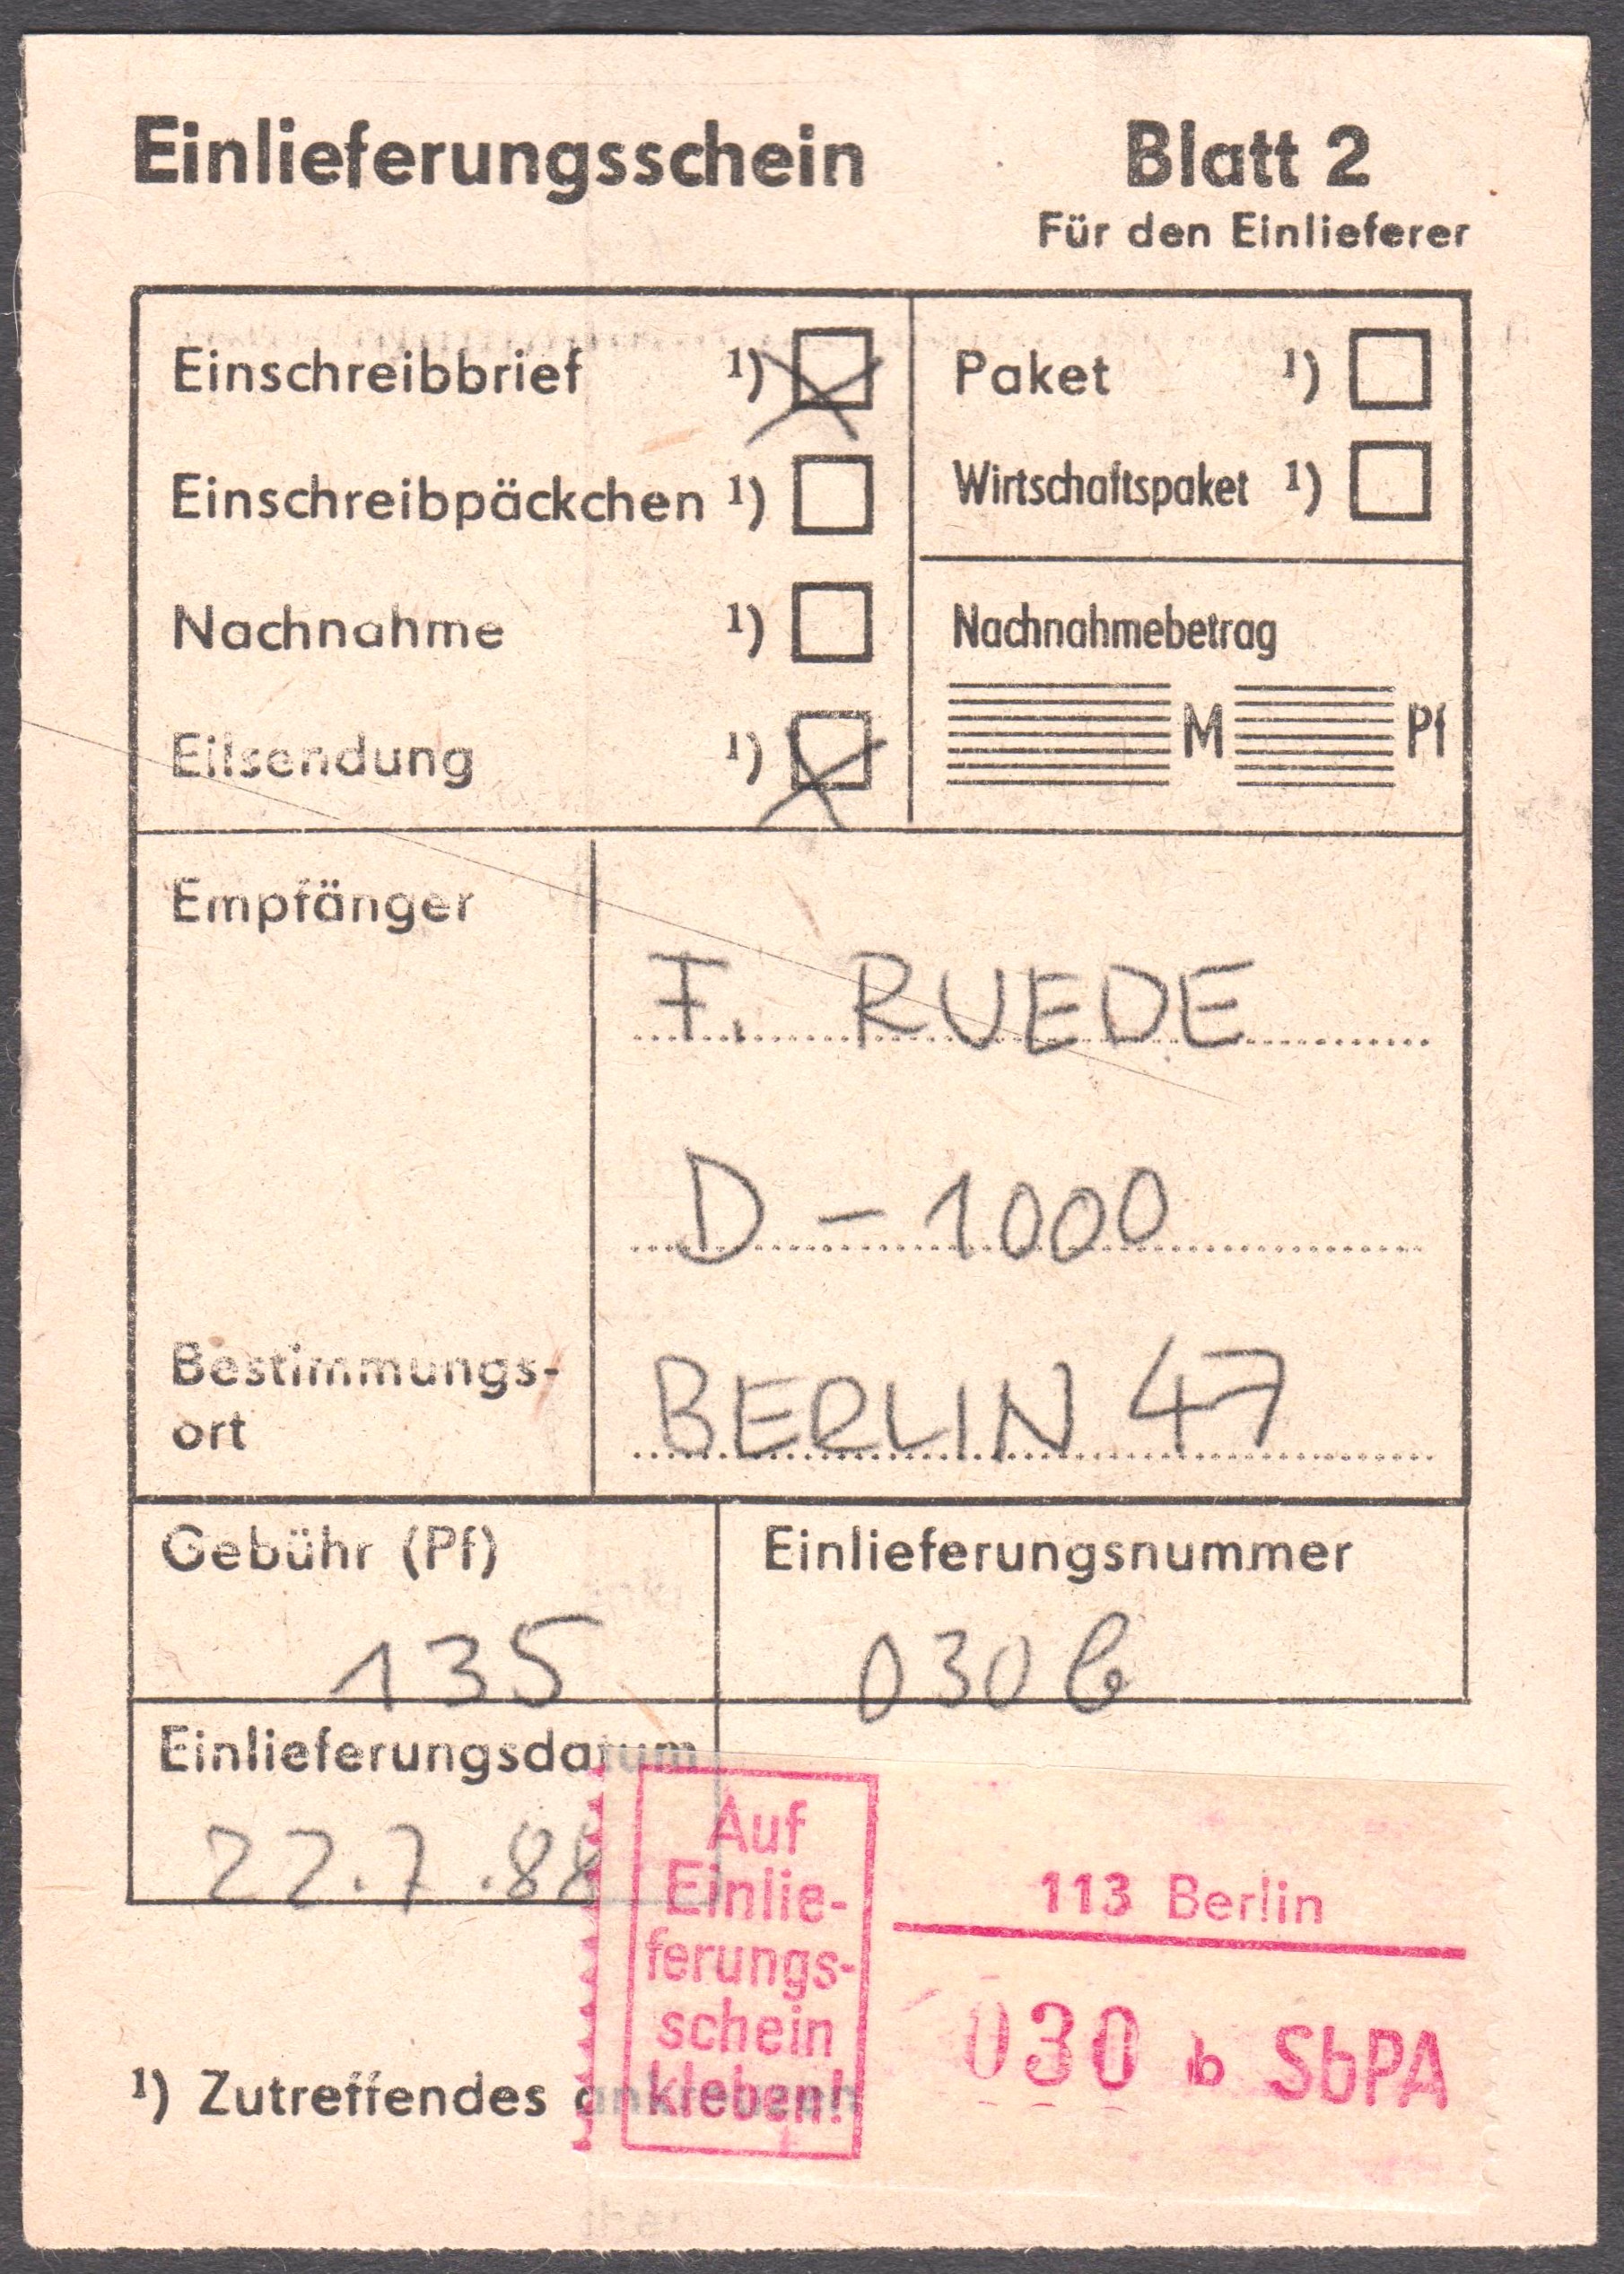 Einlieferungsschein
Blatt 2
Für den Einlieferer
Einschreibbrief 1)
Einschreibpäckchen 1)
Nachnahme 1)
Eilsendung 1)
Paket 1)
Wirtschaftspaket 1)
Nachnahmebetrag
M Pf
Empfänger
F. RUEDE
D - 1000
Bestimmungs-
ort
BERLIN 47
Gebühr (Pf)
135
Einlieferungsnummer
030 b
Einlieferungsdatum
22.7.88
Auf
Einlie-
ferungs-
schein
kleben!
113 Berlin
030 b SbPA
1) Zutreffendes ankreuzen